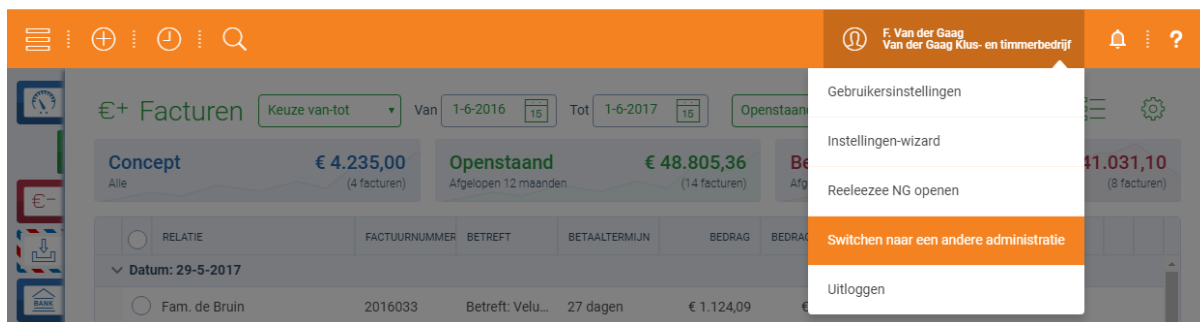 F. Van der Gaag
Van der Gaag Klus- en timmerbedrijf
?
€+ Facturen Keuze van-tot Van 1-6-2016 15 Tot 1-6-2017 15
Gebruikersinstellingen
Instellingen-wizard
Reeleezee NG openen
Switchen naar een andere administratie
Uitloggen
Concept € 4.235,00
Alle (4 facturen)
Openstaand € 48.805,36
Afgelopen 12 maanden (14 facturen)
41.031,10
(8 facturen)
€-
BANK
RELATIE FACTUURNUMMER BETREFT BETAALTERMIJN BEDRAG
Datum: 29-5-2017
Fam. de Bruin 2016033 Betreft: Velu... 27 dagen € 1.124,09 €